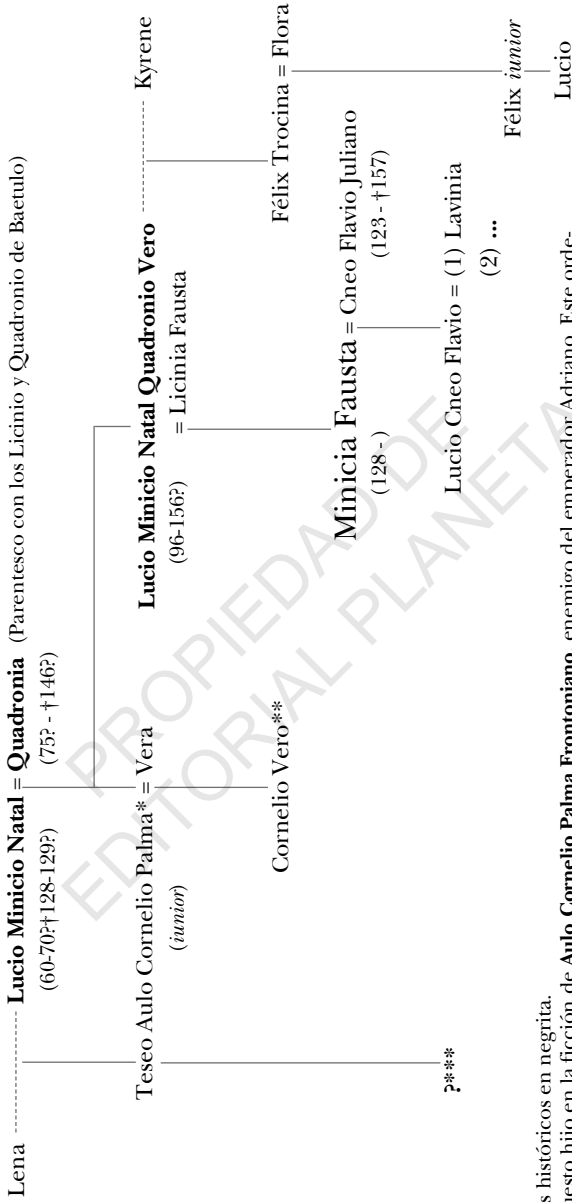 Lena Lucio Minicio Natal = Quadronia (Parentesco con los Licinio y Quadronio de Baetulo)
(60-70?†128-129?) (75? - †146?)
Teseo Aulo Cornelio Palma* = Vera Lucio Minicio Natal Quadronio Vero Kyrene
(iunior) (96-156?) = Licinia Fausta
Cornelio Vero** Félix Trocina = Flora
Minicia Fausta = Cneo Flavio Juliano
(128 - ) (123 - †157)
?*** Lucio Cneo Flavio = (1) Lavinia
(2) ...
Félix iunior
Lucio
s históricos en negrita.
uesto hijo en la ficción de Aulo Cornelio Palma Frontoniano, enemigo del emperador Adriano. Este orde-
PROPIEDAD DE
EDITORIAL PLANETA